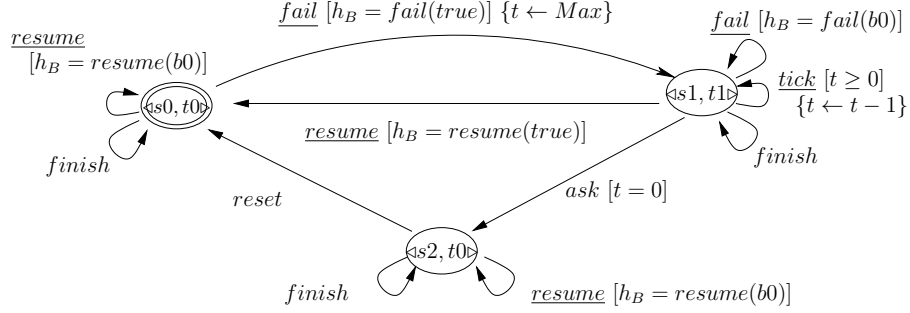 fail [h_B = fail(true)] {t ← Max}
fail [h_B = fail(b0)]
resume
[h_B = resume(b0)]
tick [t ≥ 0]
{t ← t − 1}
◁s0, t0▷
◁s1, t1▷
resume [h_B = resume(true)]
finish
finish
ask [t = 0]
reset
◁s2, t0▷
finish
resume [h_B = resume(b0)]